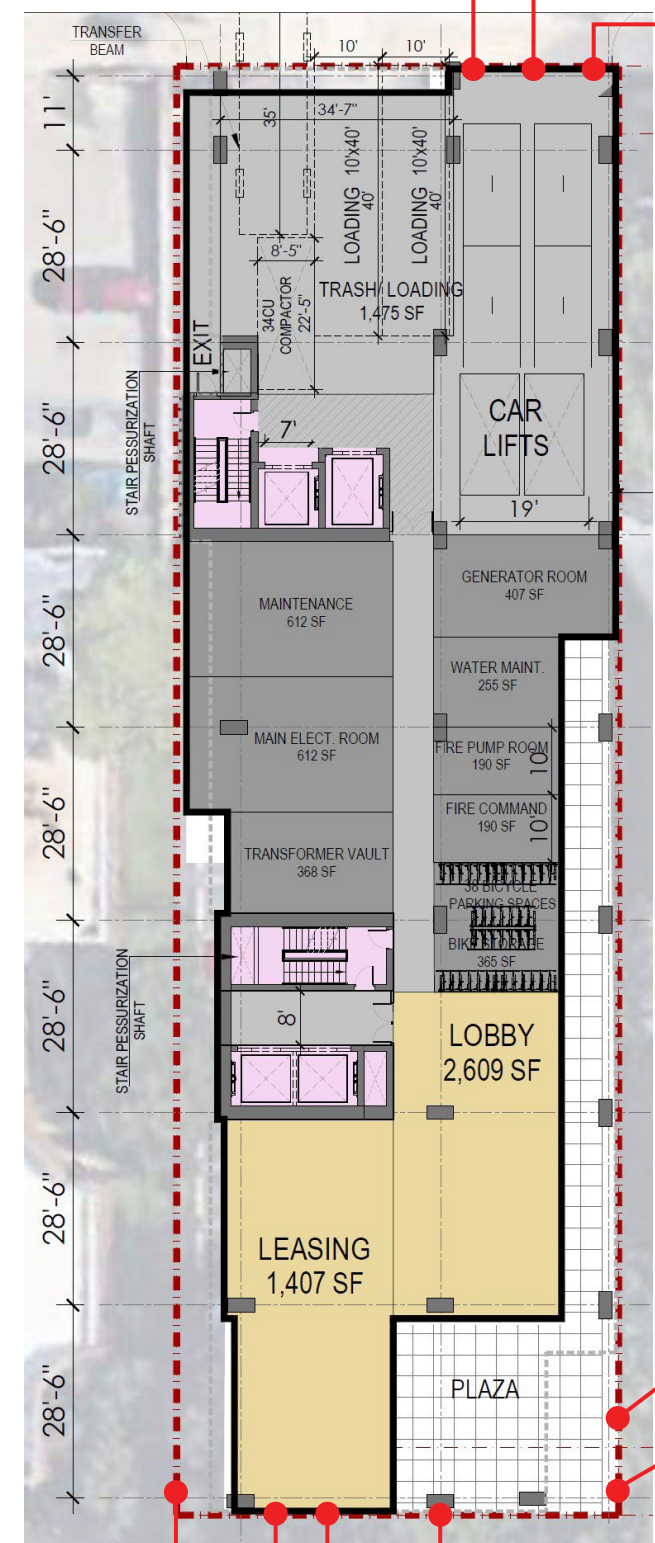 TRANSFER
BEAM
10'
10'
11'
34'-7"
35'
LOADING 10'x40'
40'
LOADING 10'x40'
40'
28'-6"
8'-5"
34CU
COMPACTOR
22'-5"
TRASH/ LOADING
1,475 SF
EXIT
STAIR PESSURIZATION
SHAFT
28'-6"
7'
CAR
LIFTS
19'
28'-6"
MAINTENANCE
612 SF
GENERATOR ROOM
407 SF
WATER MAINT.
255 SF
28'-6"
MAIN ELECT. ROOM
612 SF
FIRE PUMP ROOM
190 SF
10'
FIRE COMMAND
190 SF
10'
TRANSFORMER VAULT
368 SF
38 BICYCLE
PARKING SPACES
BIKE STORAGE
365 SF
STAIR PESSURIZATION
SHAFT
28'-6"
8'
LOBBY
2,609 SF
28'-6"
LEASING
1,407 SF
28'-6"
PLAZA